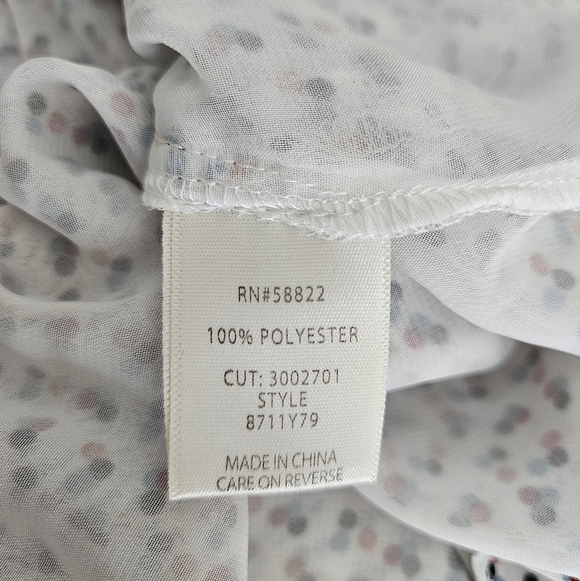 RN#58822
100% POLYESTER
CUT: 3002701
STYLE
8711Y79
MADE IN CHINA
CARE ON REVERSE